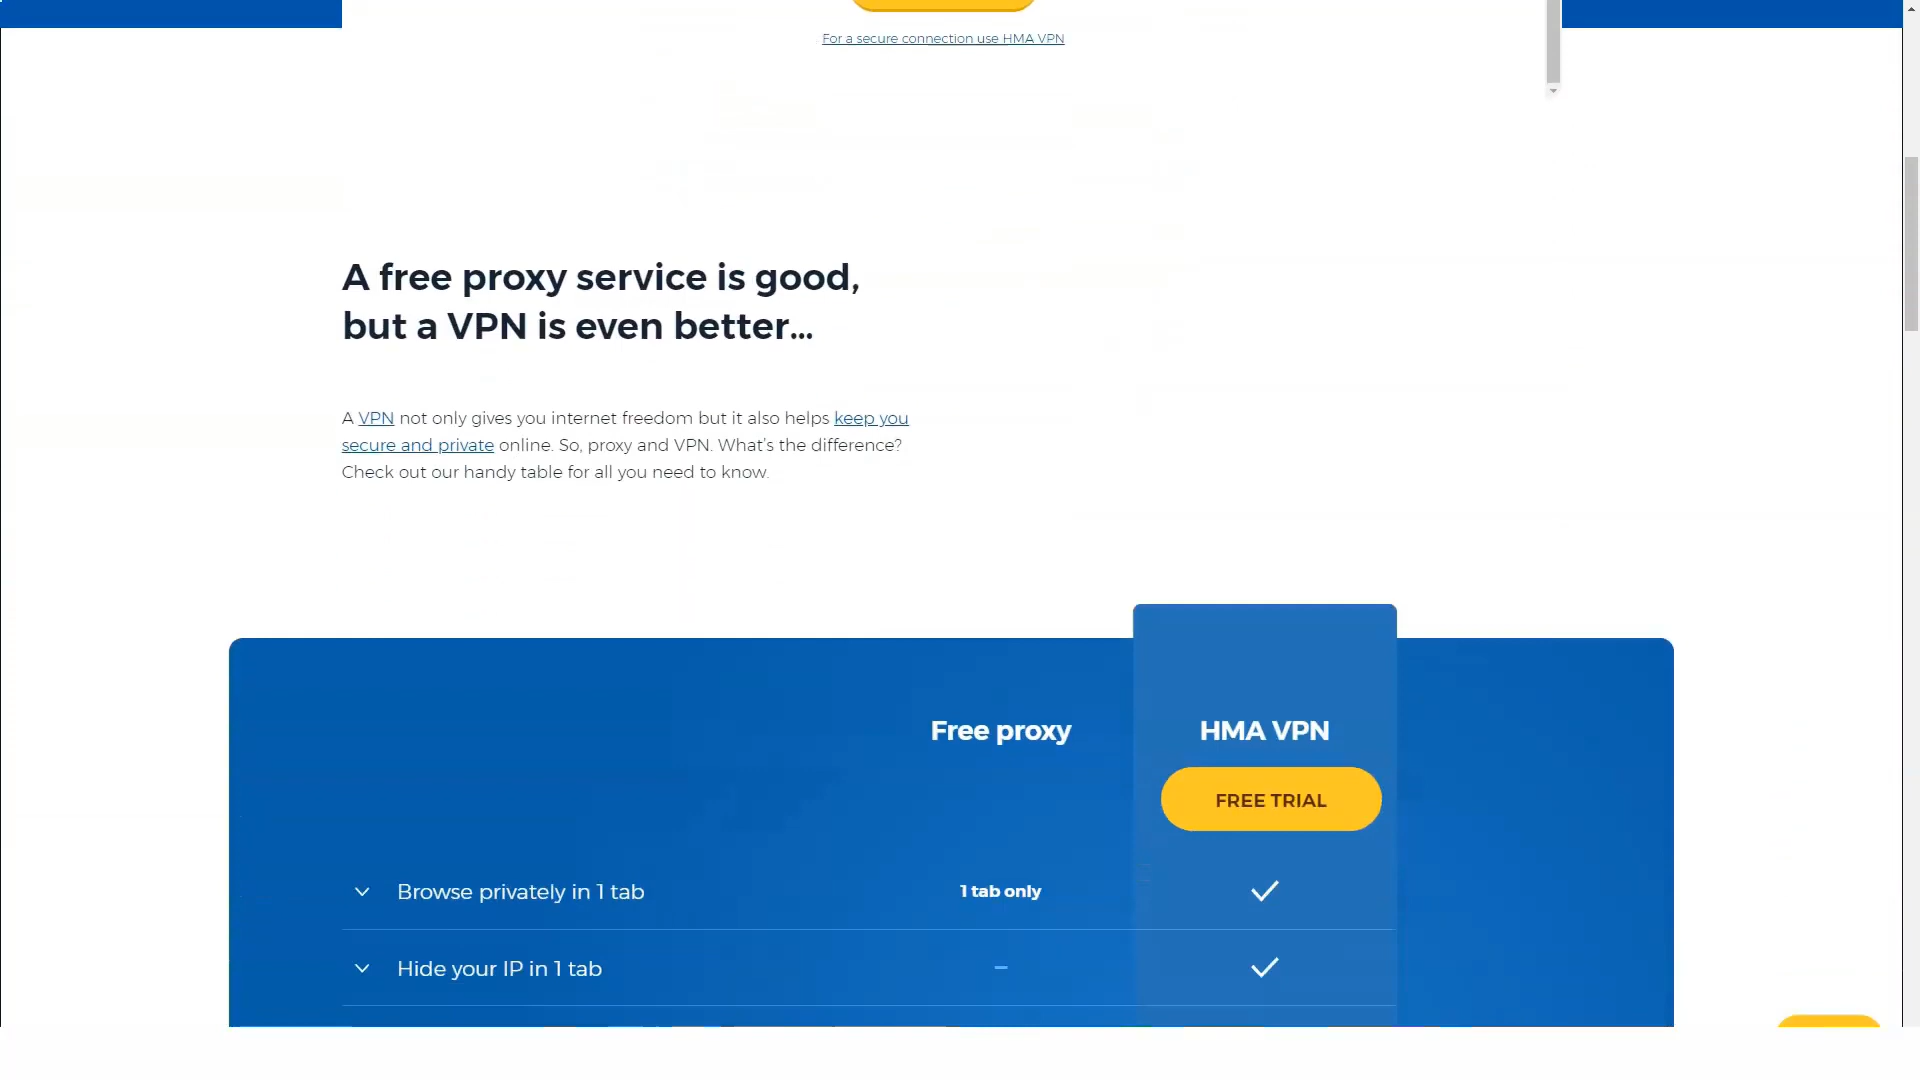 For a secure connection use HMA VPN
A free proxy service is good,
but a VPN is even better...
A VPN not only gives you internet freedom but it also helps keep you
secure and private online. So, proxy and VPN. What's the difference?
Check out our handy table for all you need to know.
Free proxy
HMA VPN
FREE TRIAL
Browse privately in 1 tab
1 tab only
Hide your IP in 1 tab
–